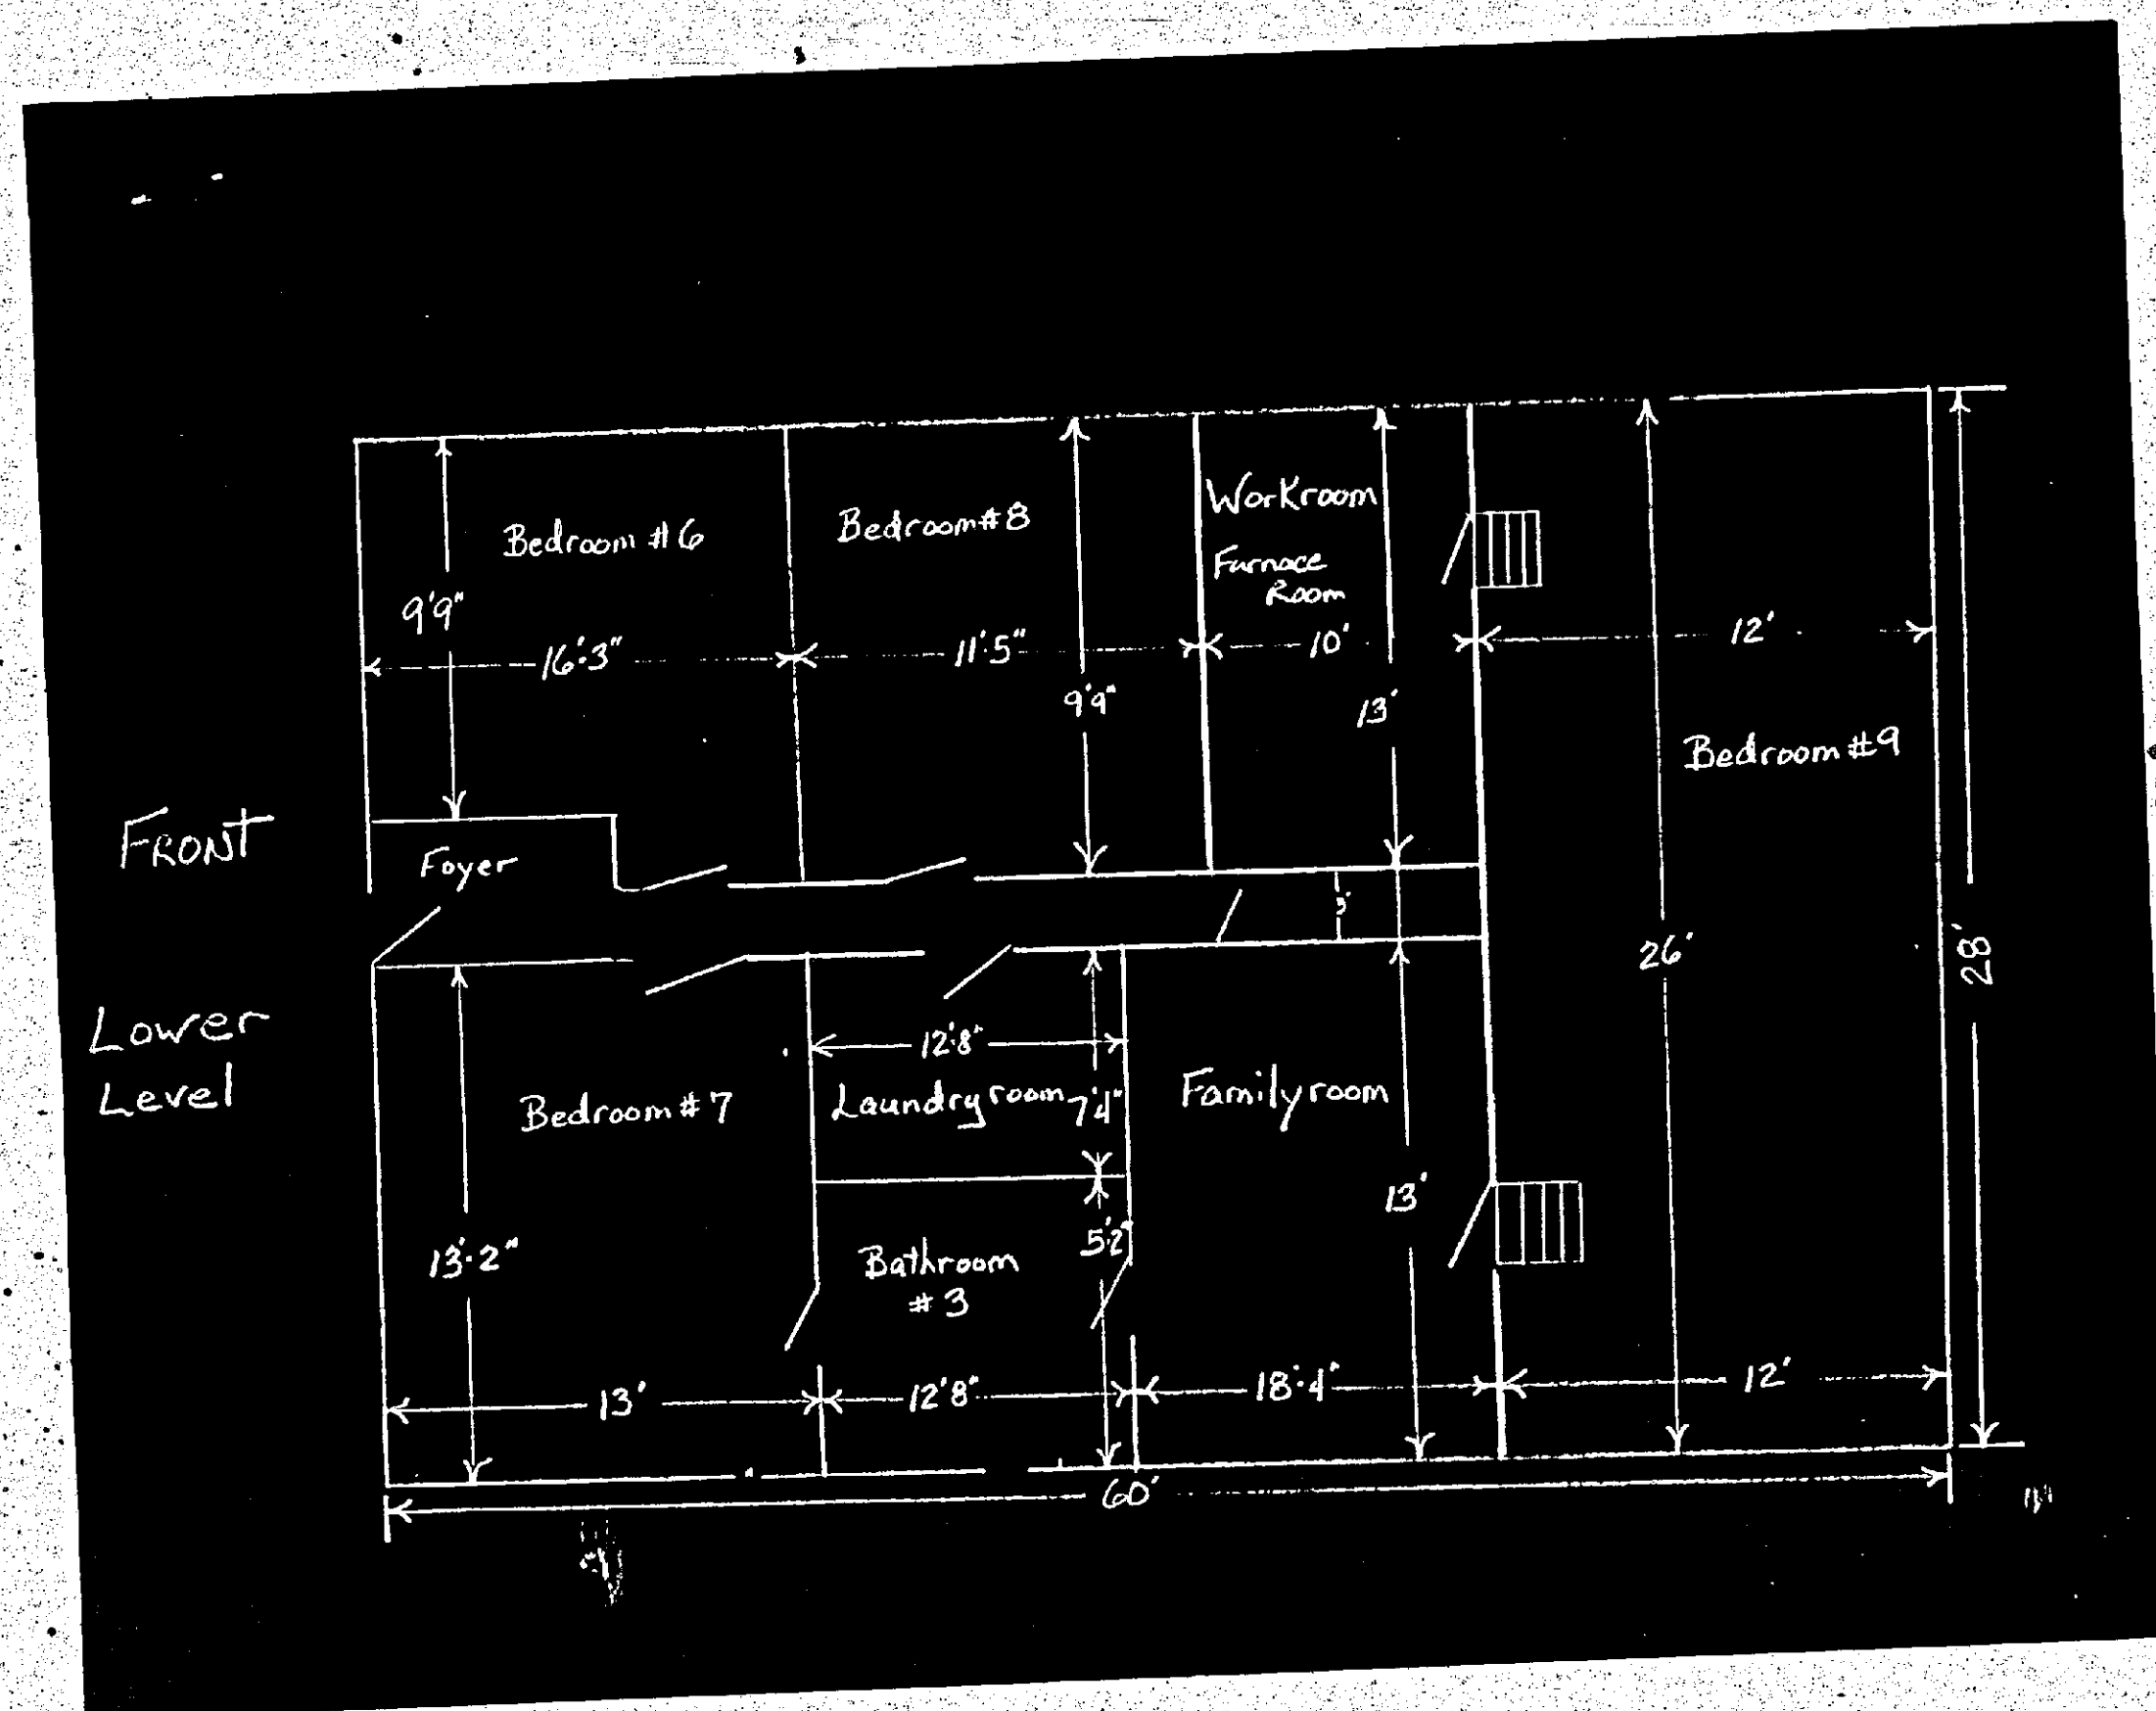 Bedroom #6
Bedroom #8
Workroom
Furnace
Room
9'9"
16'-3"
11'-5"
10'
12'
9'9"
13'
Bedroom #9
FRONT
Foyer
26'
28'
Lower
Level
12'-8"
Bedroom #7
Laundry room
7'4"
Family room
13'-2"
Bathroom
#3
5'-2"
13'
13'
12'8"
18'-4"
12'
60'